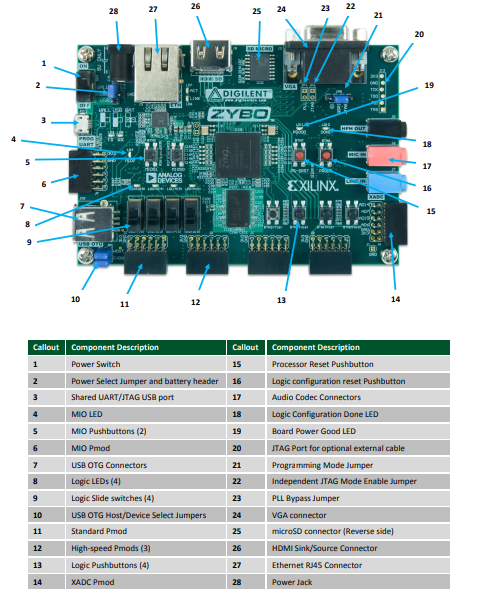 28
27
26
25
24
23
22
21
20
1
2
3
4
5
6
7
8
9
10
11
12
13
14
15
16
17
18
19
ON
OFF
5V ONLY
WALL USB BAT
PROG
UART
ETH
ACT
LINK
HDMI
SD MICRO
DIGILENT
ZYBO
VGA
HPH OUT
MIC IN
LINE IN
ANALOG
DEVICES
XILINX
XADC
USB OTG
Callout Component Description Callout Component Description
1 Power Switch 15 Processor Reset Pushbutton
2 Power Select Jumper and battery header 16 Logic configuration reset Pushbutton
3 Shared UART/JTAG USB port 17 Audio Codec Connectors
4 MIO LED 18 Logic Configuration Done LED
5 MIO Pushbuttons (2) 19 Board Power Good LED
6 MIO Pmod 20 JTAG Port for optional external cable
7 USB OTG Connectors 21 Programming Mode Jumper
8 Logic LEDs (4) 22 Independent JTAG Mode Enable Jumper
9 Logic Slide switches (4) 23 PLL Bypass Jumper
10 USB OTG Host/Device Select Jumpers 24 VGA connector
11 Standard Pmod 25 microSD connector (Reverse side)
12 High-speed Pmods (3) 26 HDMI Sink/Source Connector
13 Logic Pushbuttons (4) 27 Ethernet RJ45 Connector
14 XADC Pmod 28 Power Jack